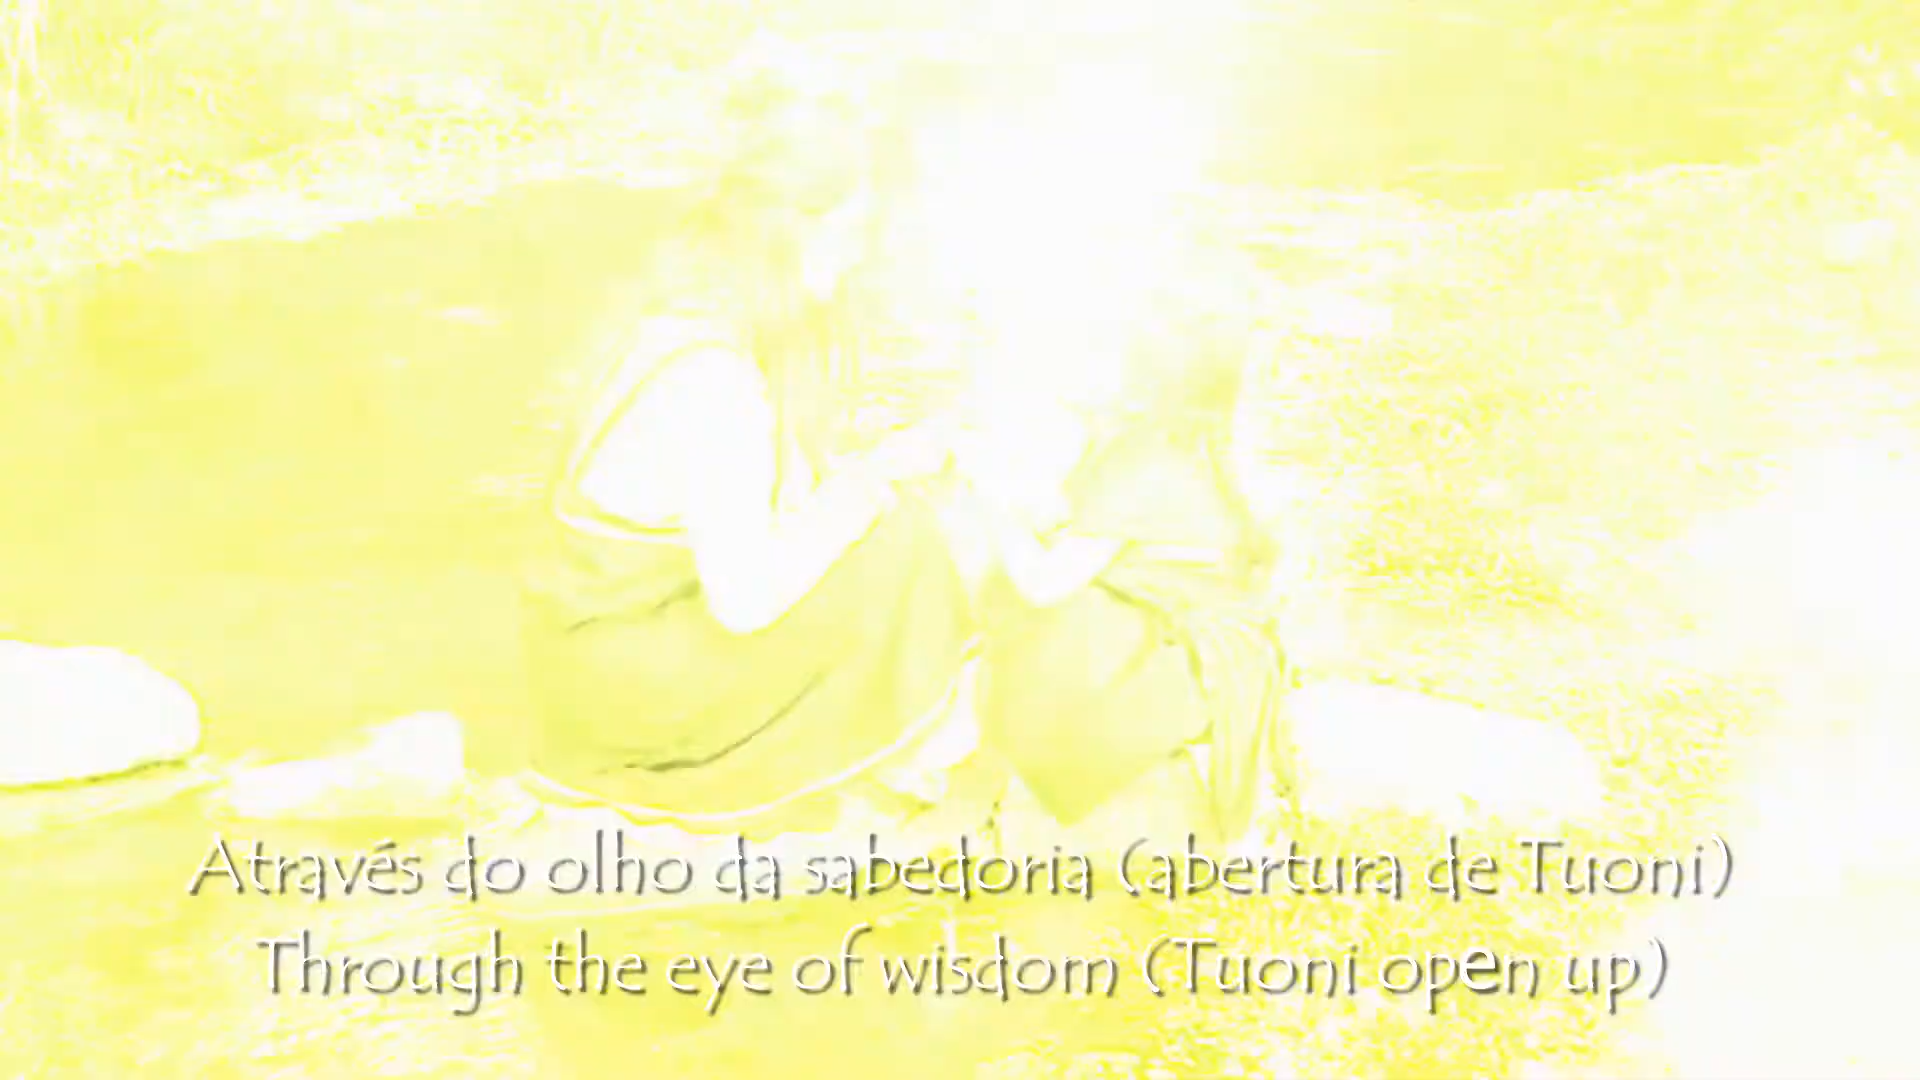 Através do olho da sabedoria (abertura de Tuoni)
Through the eye of wisdom (Tuoni open up)